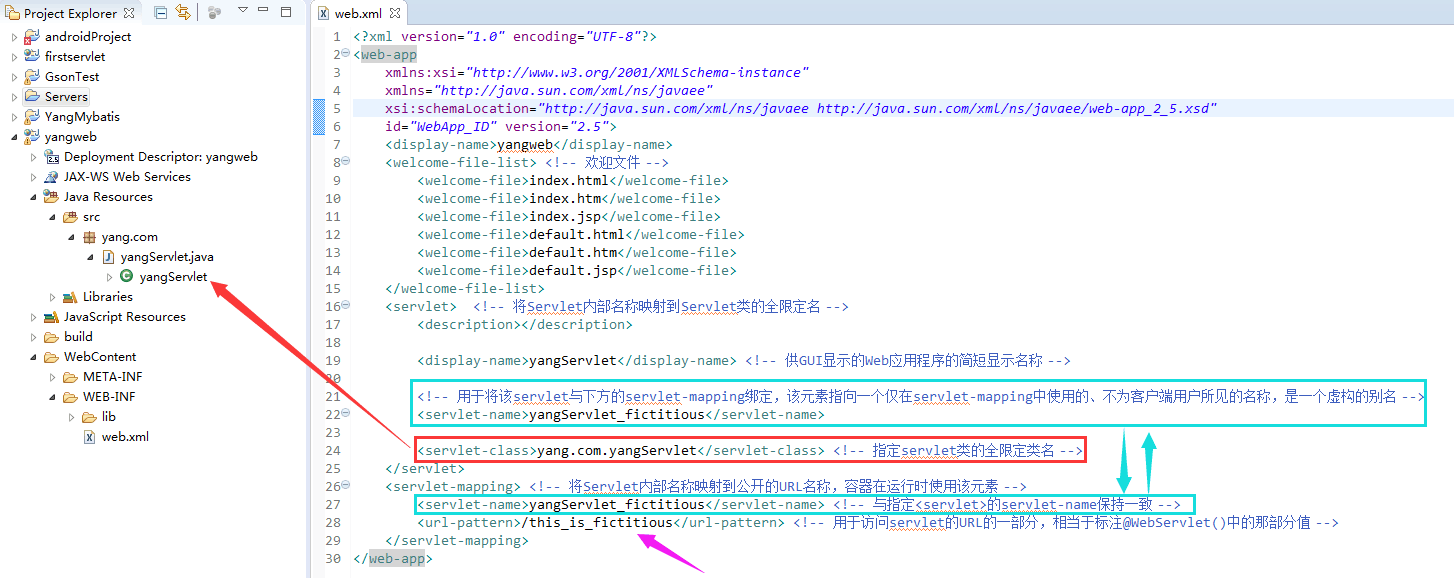 Project Explorer
androidProject
firstservlet
GsonTest
Servers
YangMybatis
yangweb
Deployment Descriptor: yangweb
JAX-WS Web Services
Java Resources
src
yang.com
yangServlet.java
yangServlet
Libraries
JavaScript Resources
build
WebContent
META-INF
WEB-INF
lib
web.xml
web.xml
1 <?xml version="1.0" encoding="UTF-8"?>
2 <web-app
3 xmlns:xsi="http://www.w3.org/2001/XMLSchema-instance"
4 xmlns="http://java.sun.com/xml/ns/javaee"
5 xsi:schemaLocation="http://java.sun.com/xml/ns/javaee http://java.sun.com/xml/ns/javaee/web-app_2_5.xsd"
6 id="WebApp_ID" version="2.5">
7 <display-name>yangweb</display-name>
8 <welcome-file-list> <!-- 欢迎文件 -->
9 <welcome-file>index.html</welcome-file>
10 <welcome-file>index.htm</welcome-file>
11 <welcome-file>index.jsp</welcome-file>
12 <welcome-file>default.html</welcome-file>
13 <welcome-file>default.htm</welcome-file>
14 <welcome-file>default.jsp</welcome-file>
15 </welcome-file-list>
16 <servlet> <!-- 将Servlet内部名称映射到Servlet类的全限定名 -->
17 <description></description>
18
19 <display-name>yangServlet</display-name> <!-- 供GUI显示的Web应用程序的简短显示名称 -->
20
21 <!-- 用于将该servlet与下方的servlet-mapping绑定，该元素指向一个仅在servlet-mapping中使用的、不为客户端用户所见的名称，是一个虚构的别名 -->
22 <servlet-name>yangServlet_fictitious</servlet-name>
23
24 <servlet-class>yang.com.yangServlet</servlet-class> <!-- 指定servlet类的全限定类名 -->
25 </servlet>
26 <servlet-mapping> <!-- 将Servlet内部名称映射到公开的URL名称，容器在运行时使用该元素 -->
27 <servlet-name>yangServlet_fictitious</servlet-name> <!-- 与指定<servlet>的servlet-name保持一致 -->
28 <url-pattern>/this_is_fictitious</url-pattern> <!-- 用于访问servlet的URL的一部分，相当于标注@WebServlet()中的那部分值 -->
29 </servlet-mapping>
30 </web-app>